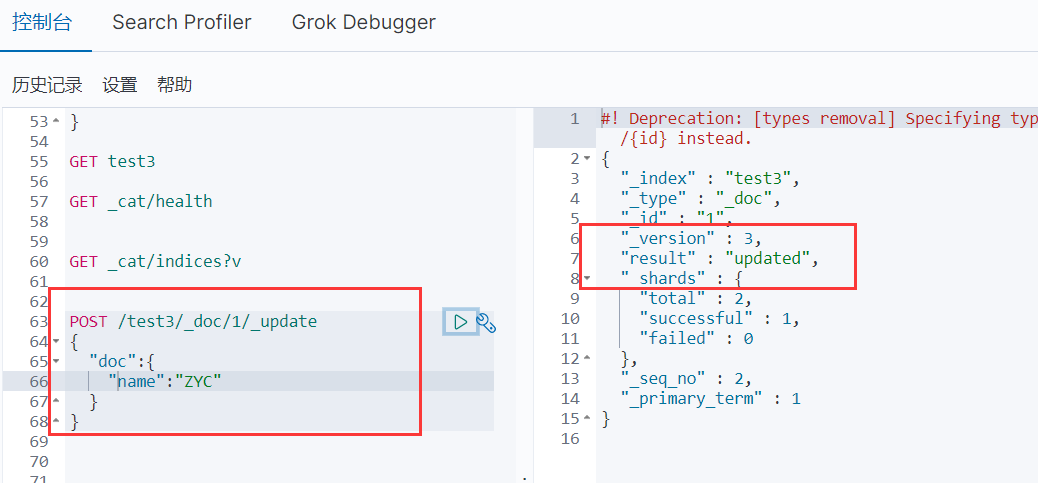 控制台 Search Profiler Grok Debugger
历史记录 设置 帮助
53 }
54
55 GET test3
56
57 GET _cat/health
58
59
60 GET _cat/indices?v
61
62
63 POST /test3/_doc/1/_update
64 {
65 "doc":{
66 "name":"ZYC"
67 }
68 }
69
70
71
1 #! Deprecation: [types removal] Specifying typ
/{id} instead.
2 {
3 "_index" : "test3",
4 "_type" : "_doc",
5 "_id" : "1",
6 "_version" : 3,
7 "result" : "updated",
8 "_shards" : {
9 "total" : 2,
10 "successful" : 1,
11 "failed" : 0
12 },
13 "_seq_no" : 2,
14 "_primary_term" : 1
15 }
16